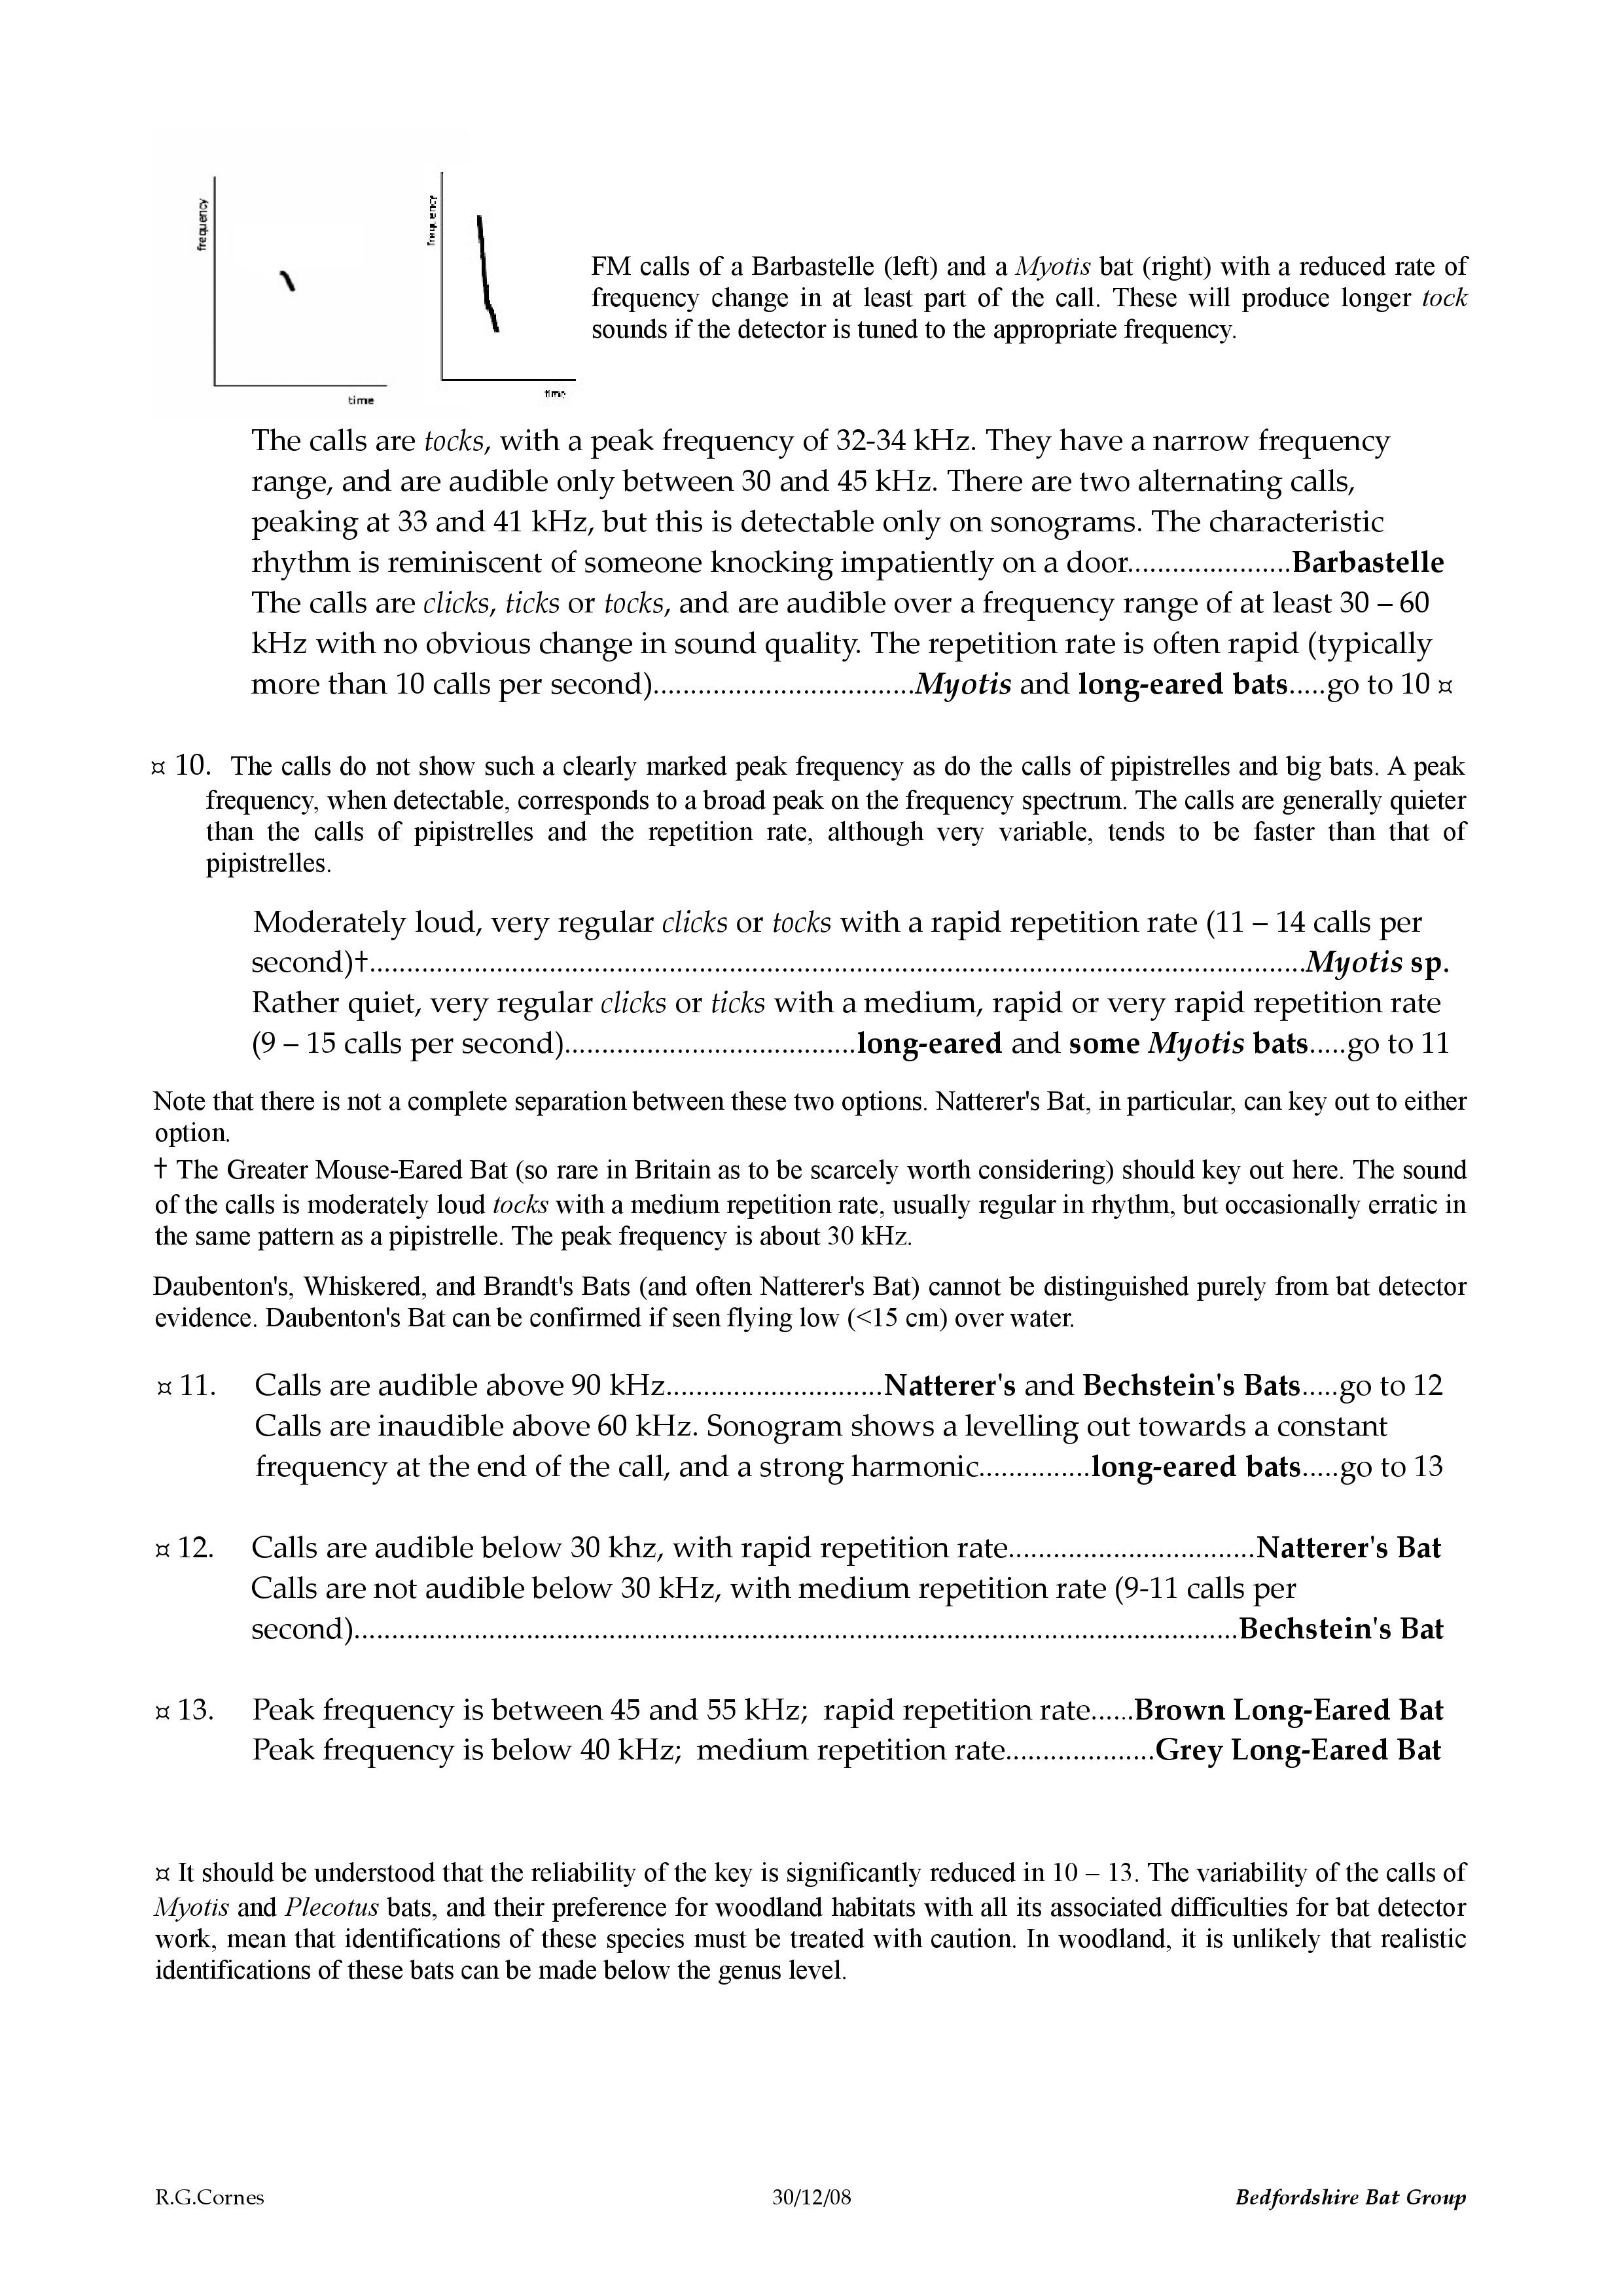 frequency
time
frequency
time
FM calls of a Barbastelle (left) and a Myotis bat (right) with a reduced rate of
frequency change in at least part of the call. These will produce longer tock
sounds if the detector is tuned to the appropriate frequency.
The calls are tocks, with a peak frequency of 32-34 kHz. They have a narrow frequency
range, and are audible only between 30 and 45 kHz. There are two alternating calls,
peaking at 33 and 41 kHz, but this is detectable only on sonograms. The characteristic
rhythm is reminiscent of someone knocking impatiently on a door......................Barbastelle
The calls are clicks, ticks or tocks, and are audible over a frequency range of at least 30 – 60
kHz with no obvious change in sound quality. The repetition rate is often rapid (typically
more than 10 calls per second)...................................Myotis and long-eared bats.....go to 10 ¤
¤ 10. The calls do not show such a clearly marked peak frequency as do the calls of pipistrelles and big bats. A peak
frequency, when detectable, corresponds to a broad peak on the frequency spectrum. The calls are generally quieter
than the calls of pipistrelles and the repetition rate, although very variable, tends to be faster than that of
pipistrelles.
Moderately loud, very regular clicks or tocks with a rapid repetition rate (11 – 14 calls per
second)†.............................................................................................................................Myotis sp.
Rather quiet, very regular clicks or ticks with a medium, rapid or very rapid repetition rate
(9 – 15 calls per second).......................................long-eared and some Myotis bats.....go to 11
Note that there is not a complete separation between these two options. Natterer's Bat, in particular, can key out to either
option.
† The Greater Mouse-Eared Bat (so rare in Britain as to be scarcely worth considering) should key out here. The sound
of the calls is moderately loud tocks with a medium repetition rate, usually regular in rhythm, but occasionally erratic in
the same pattern as a pipistrelle. The peak frequency is about 30 kHz.
Daubenton's, Whiskered, and Brandt's Bats (and often Natterer's Bat) cannot be distinguished purely from bat detector
evidence. Daubenton's Bat can be confirmed if seen flying low (<15 cm) over water.
¤ 11. Calls are audible above 90 kHz.............................Natterer's and Bechstein's Bats.....go to 12
Calls are inaudible above 60 kHz. Sonogram shows a levelling out towards a constant
frequency at the end of the call, and a strong harmonic...............long-eared bats.....go to 13
¤ 12. Calls are audible below 30 khz, with rapid repetition rate.................................Natterer's Bat
Calls are not audible below 30 kHz, with medium repetition rate (9-11 calls per
second)......................................................................................................................Bechstein's Bat
¤ 13. Peak frequency is between 45 and 55 kHz; rapid repetition rate......Brown Long-Eared Bat
Peak frequency is below 40 kHz; medium repetition rate....................Grey Long-Eared Bat
¤ It should be understood that the reliability of the key is significantly reduced in 10 – 13. The variability of the calls of
Myotis and Plecotus bats, and their preference for woodland habitats with all its associated difficulties for bat detector
work, mean that identifications of these species must be treated with caution. In woodland, it is unlikely that realistic
identifications of these bats can be made below the genus level.
R.G.Cornes 30/12/08 Bedfordshire Bat Group